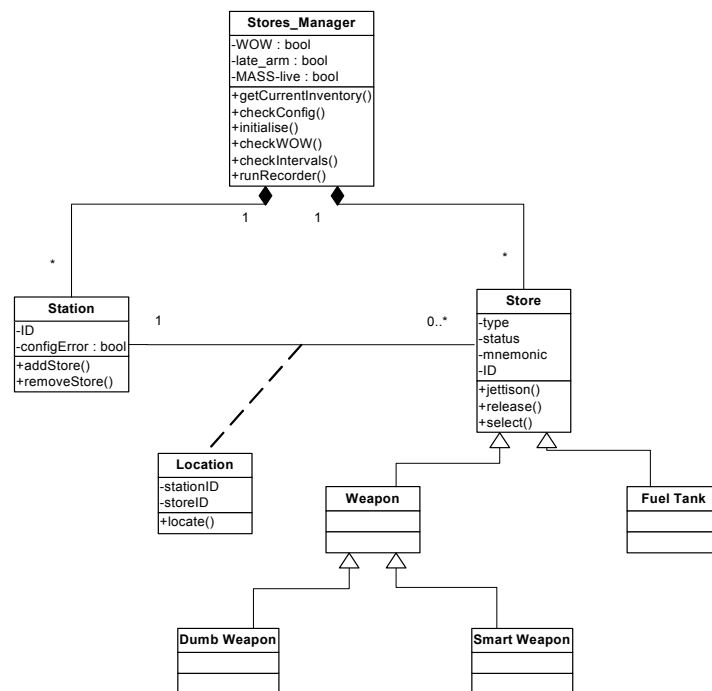 Stores_Manager
-WOW : bool
-late_arm : bool
-MASS-live : bool
+getCurrentInventory()
+checkConfig()
+initialise()
+checkWOW()
+checkIntervals()
+runRecorder()
1
1
*
*
Station
-ID
-configError : bool
+addStore()
+removeStore()
1
0..*
Store
-type
-status
-mnemonic
-ID
+jettison()
+release()
+select()
Location
-stationID
-storeID
+locate()
Weapon
Fuel Tank
Dumb Weapon
Smart Weapon